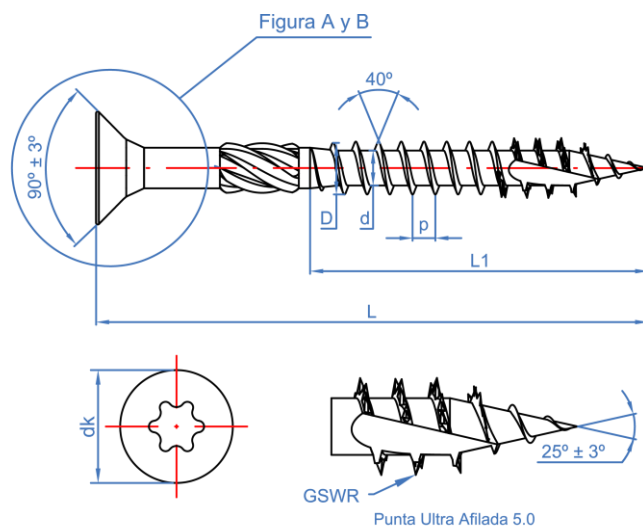 Figura A y B
40º
90º ± 3º
D
d
p
L1
L
dk
25º ± 3º
GSWR
Punta Ultra Afilada 5.0